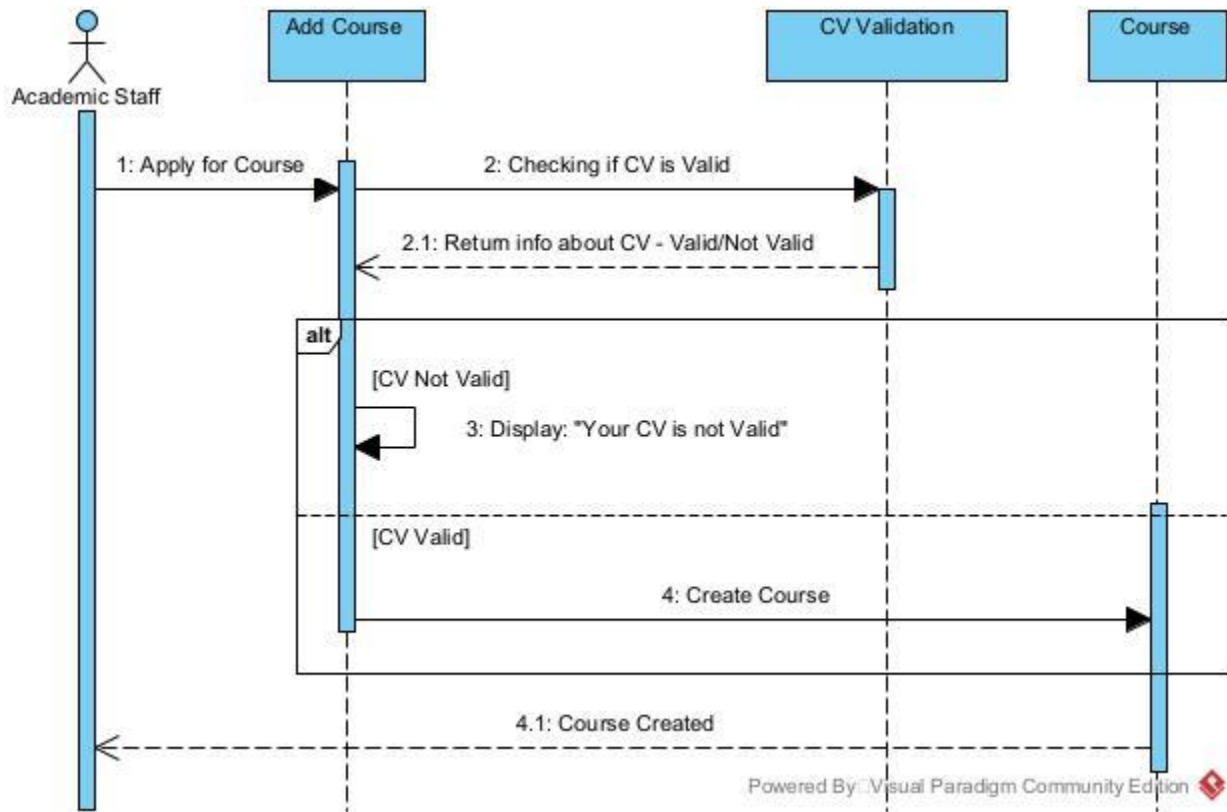 Add Course
CV Validation
Course
Academic Staff
1: Apply for Course
2: Checking if CV is Valid
2.1: Return info about CV - Valid/Not Valid
alt
[CV Not Valid]
3: Display: "Your CV is not Valid"
[CV Valid]
4: Create Course
4.1: Course Created
Powered By Visual Paradigm Community Edition